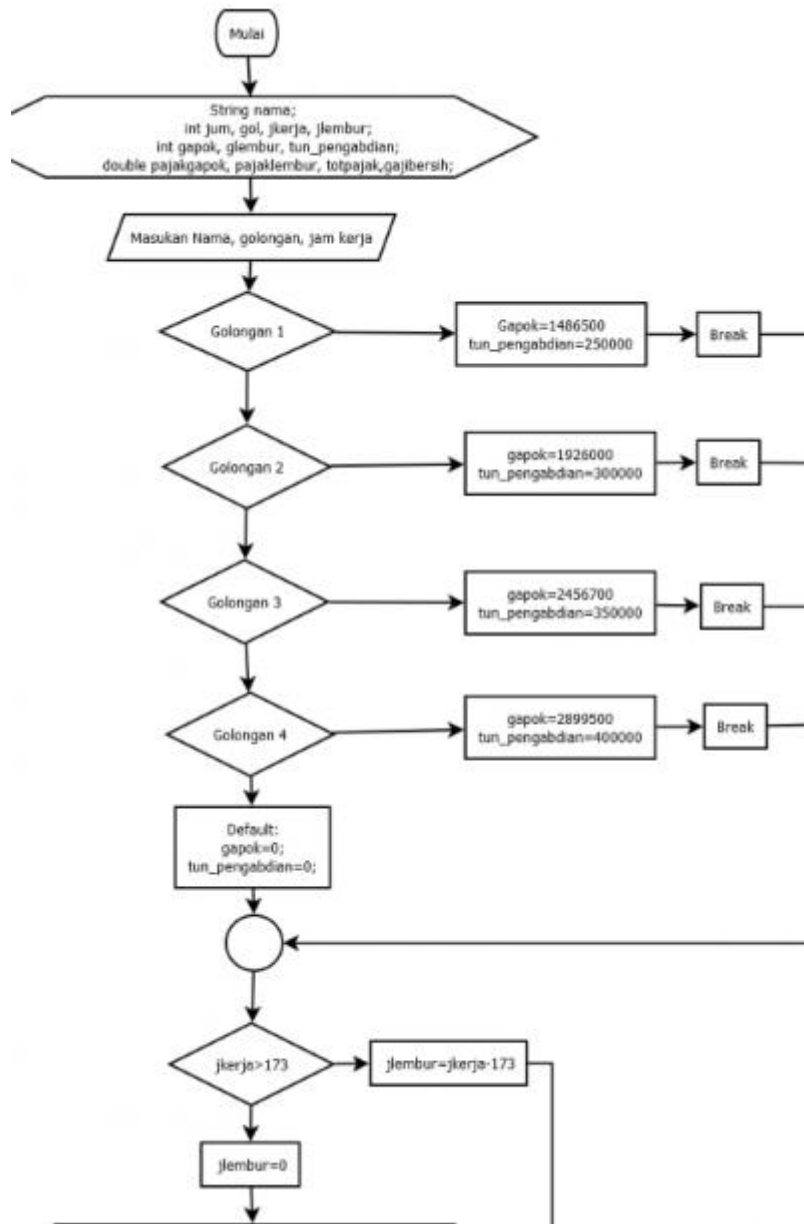 Mulai
String nama;
int jum, gol, jkerja, jlembur;
int gapok, glembur, tun_pengabdian;
double pajakgapok, pajaklembur, totpajak,gajibersih;
Masukan Nama, golongan, jam kerja
Golongan 1
Gapok=1486500
tun_pengabdian=250000
Break
Golongan 2
gapok=1926000
tun_pengabdian=300000
Break
Golongan 3
gapok=2456700
tun_pengabdian=350000
Break
Golongan 4
gapok=2899500
tun_pengabdian=400000
Break
Default:
gapok=0;
tun_pengabdian=0;
jkerja>173
jlembur=jkerja-173
jlembur=0